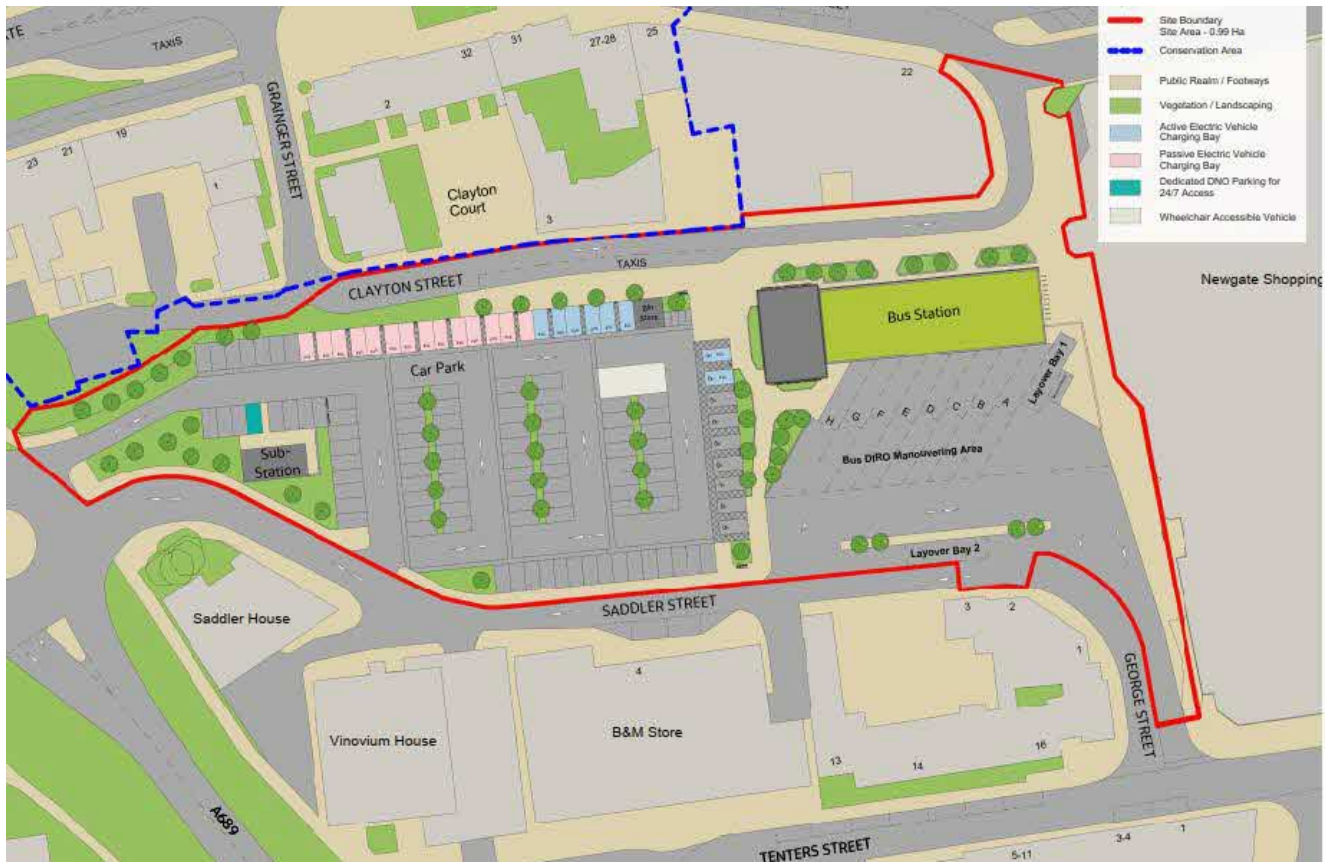 TAXIS
GRAINGER STREET
32
31
27-28
25
22
2
19
21
23
1
Clayton
Court
3
TAXIS
CLAYTON STREET
Car Park
Bin
Store
Bus Station
Layover Bay 1
H G F E D C B A
Bus DIRO Manouvering Area
Layover Bay 2
Sub-
Station
Saddler House
SADDLER STREET
Vinovium House
4
B&M Store
3
2
1
13
14
16
GEORGE STREET
A689
TENTERS STREET
5-11
3-4
1
Site Boundary
Site Area - 0.99 Ha
Conservation Area
Public Realm / Footways
Vegetation / Landscaping
Active Electric Vehicle
Charging Bay
Passive Electric Vehicle
Charging Bay
Dedicated DNO Parking for
24/7 Access
Wheelchair Accessible Vehicle
Newgate Shopping